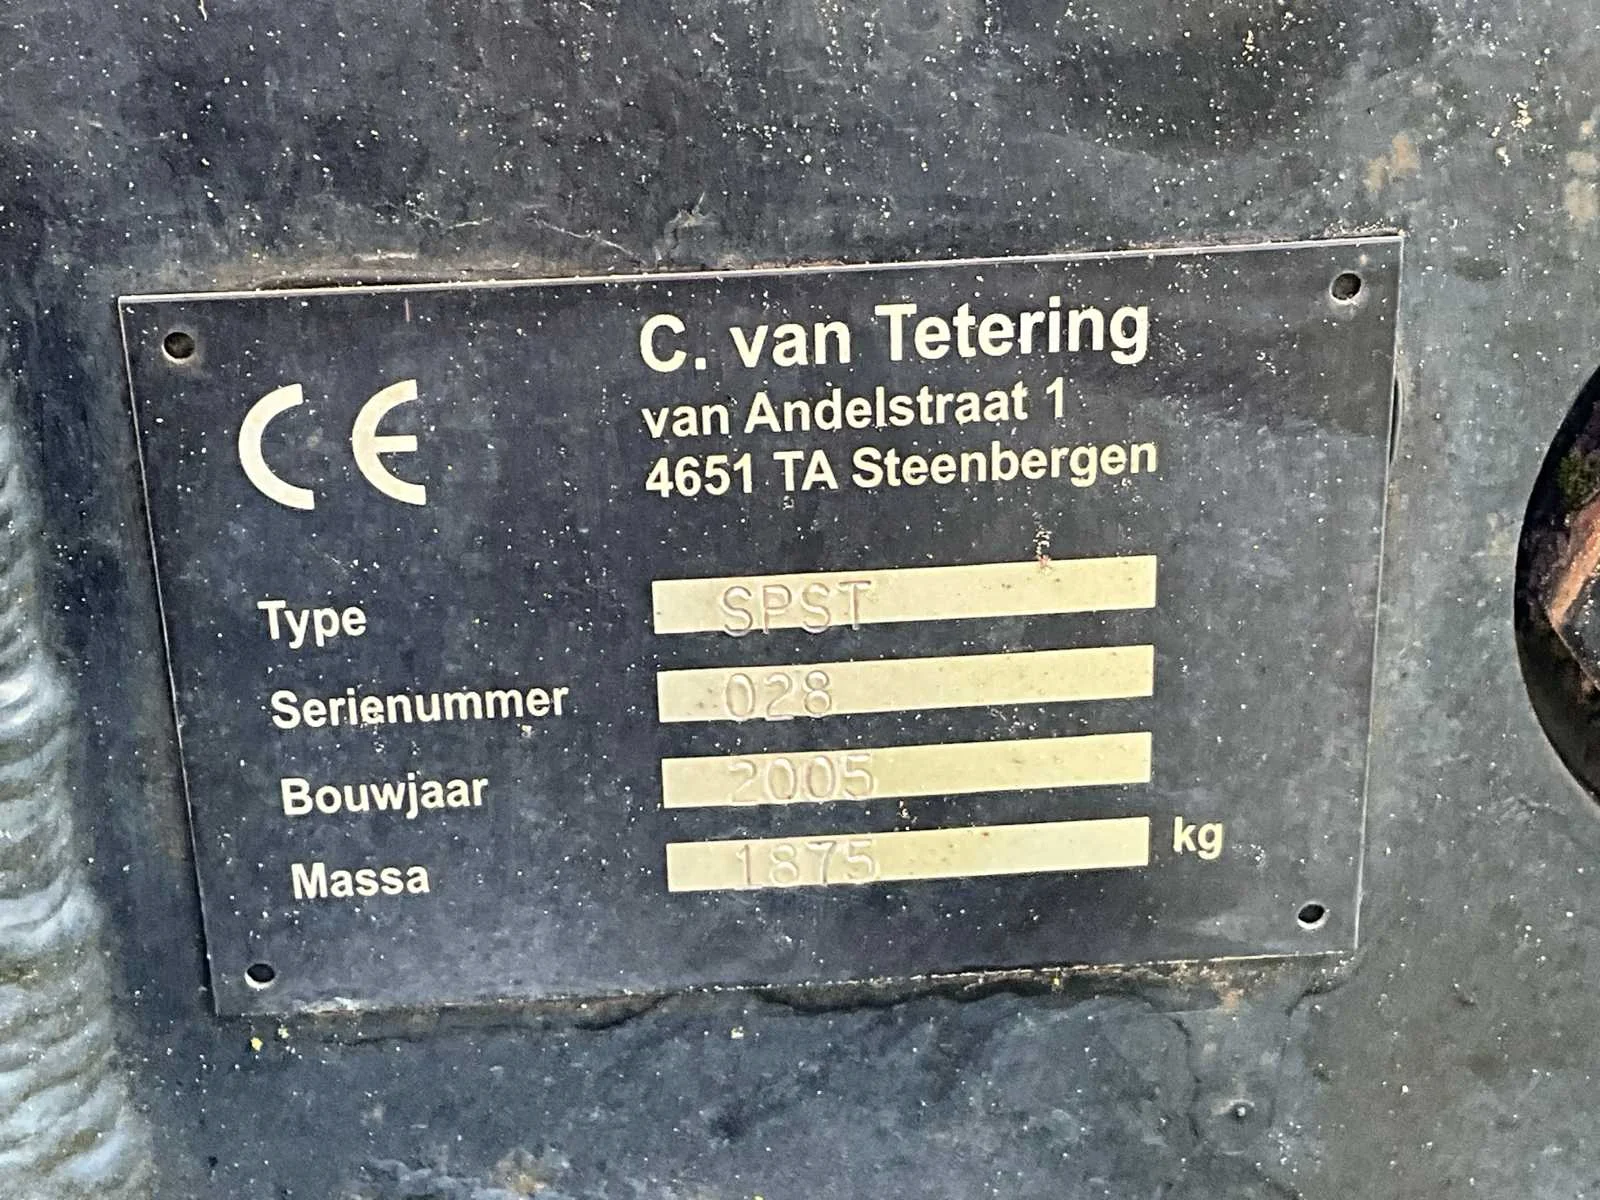 C. van Tetering
van Andelstraat 1
4651 TA Steenbergen
CE
Type SPST
Serienummer 028
Bouwjaar 2005
Massa 1875 kg